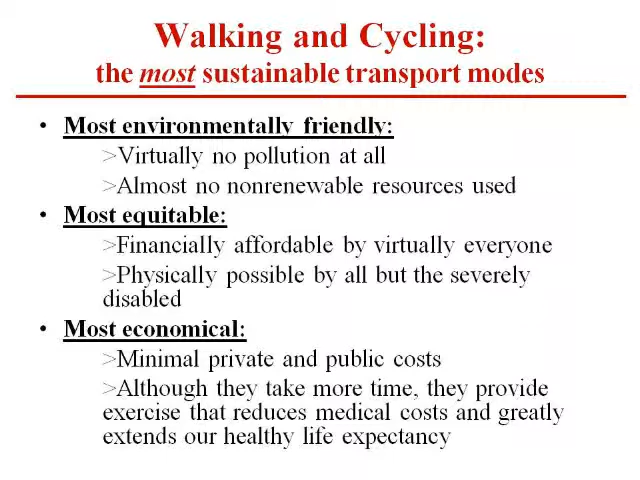 Walking and Cycling:
the most sustainable transport modes
• Most environmentally friendly:
>Virtually no pollution at all
>Almost no nonrenewable resources used
• Most equitable:
>Financially affordable by virtually everyone
>Physically possible by all but the severely
disabled
• Most economical:
>Minimal private and public costs
>Although they take more time, they provide
exercise that reduces medical costs and greatly
extends our healthy life expectancy